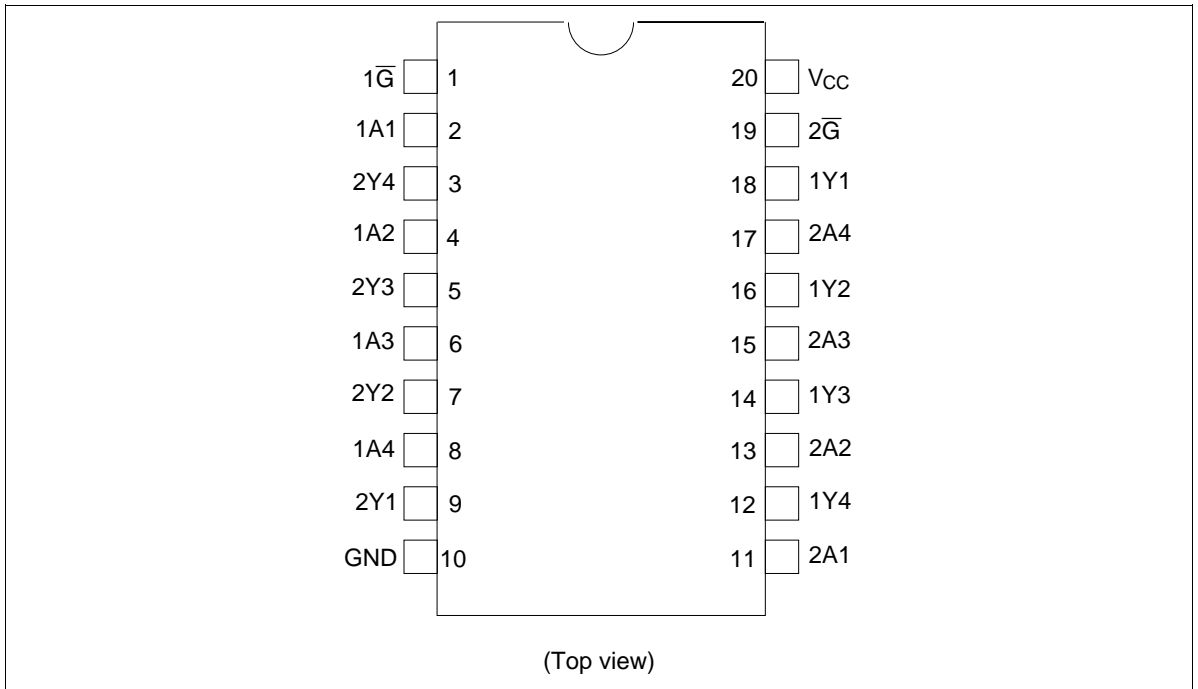 1G̅ 1 20 VCC
1A1 2 19 2G̅
2Y4 3 18 1Y1
1A2 4 17 2A4
2Y3 5 16 1Y2
1A3 6 15 2A3
2Y2 7 14 1Y3
1A4 8 13 2A2
2Y1 9 12 1Y4
GND 10 11 2A1
(Top view)